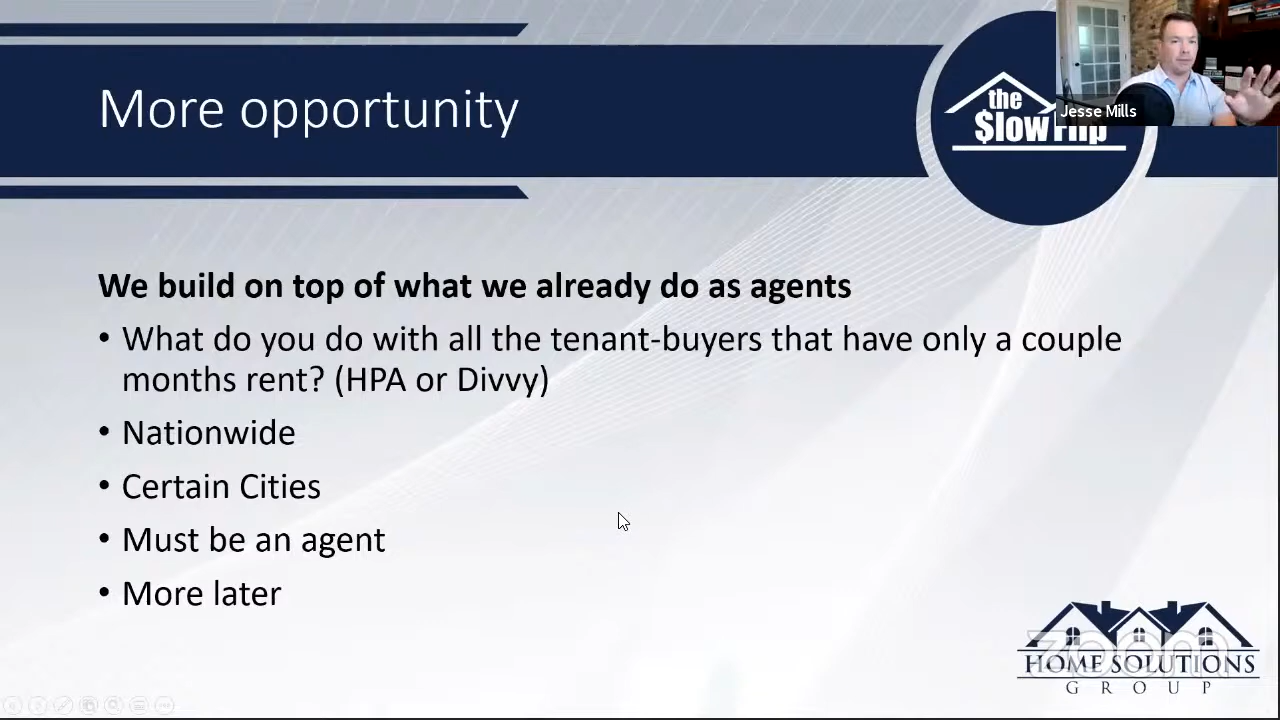 More opportunity
the
$low Flip
Jesse Mills
We build on top of what we already do as agents
• What do you do with all the tenant-buyers that have only a couple
months rent? (HPA or Divvy)
• Nationwide
• Certain Cities
• Must be an agent
• More later
zoom
HOME SOLUTIONS
GROUP